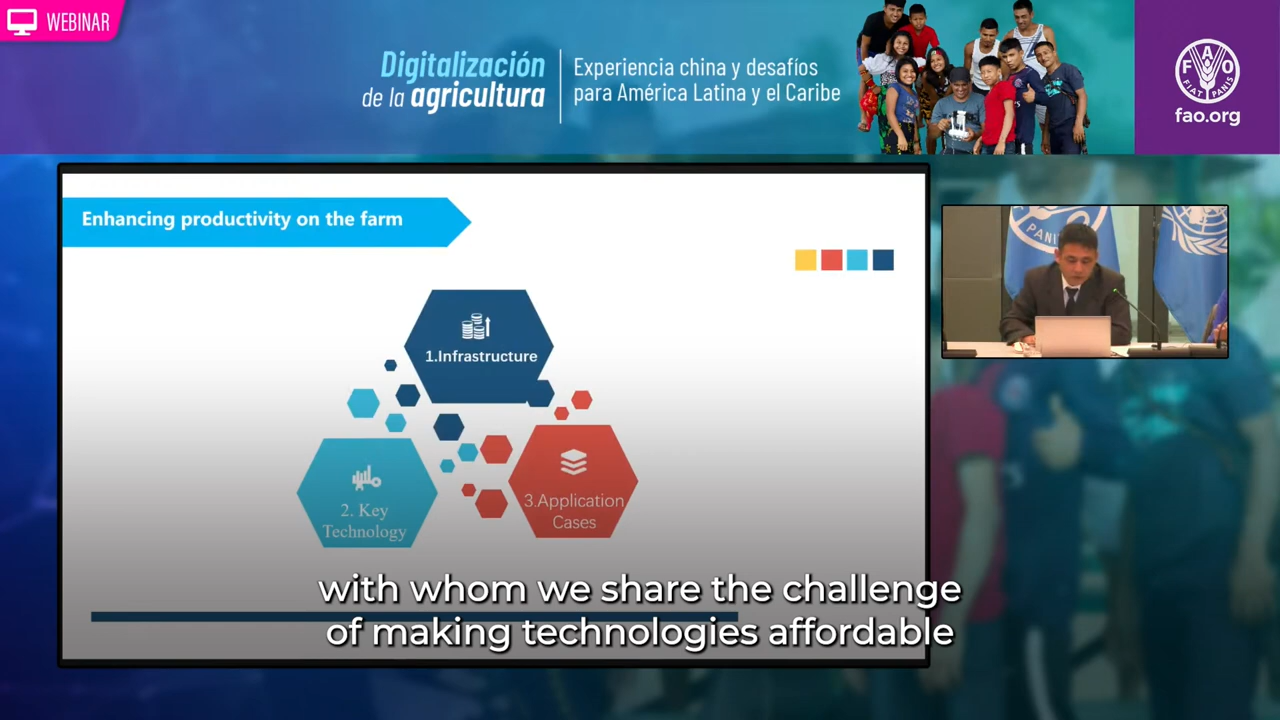 WEBINAR
Digitalización
de la agricultura
Experiencia china y desafíos
para América Latina y el Caribe
F A O
FIAT PANIS
fao.org
Enhancing productivity on the farm
PANI
1.Infrastructure
2. Key
Technology
3.Application
Cases
with whom we share the challenge
of making technologies affordable